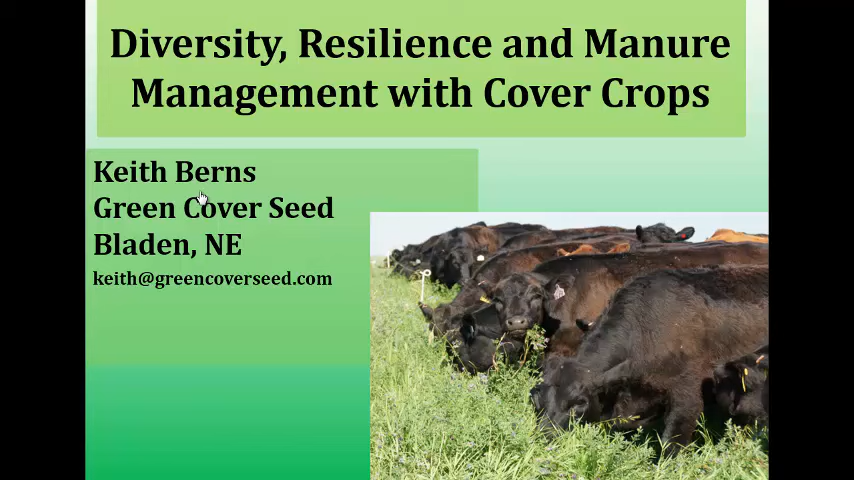 Diversity, Resilience and Manure
Management with Cover Crops
Keith Berns
Green Cover Seed
Bladen, NE
keith@greencoverseed.com